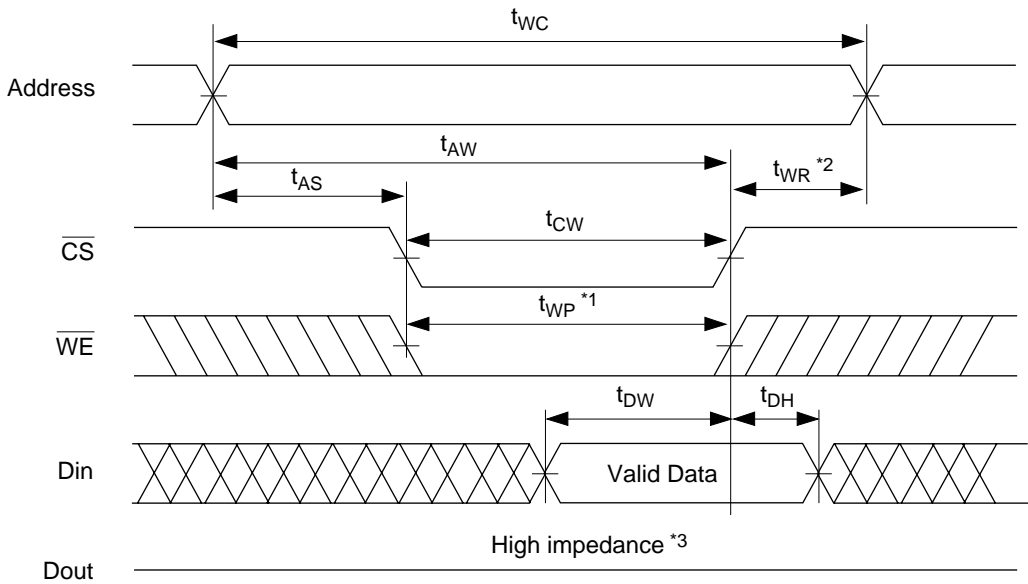 tWC
Address
tAW
tAS
tWR *2
tCW
CS
tWP *1
WE
tDW
tDH
Din
Valid Data
High impedance *3
Dout